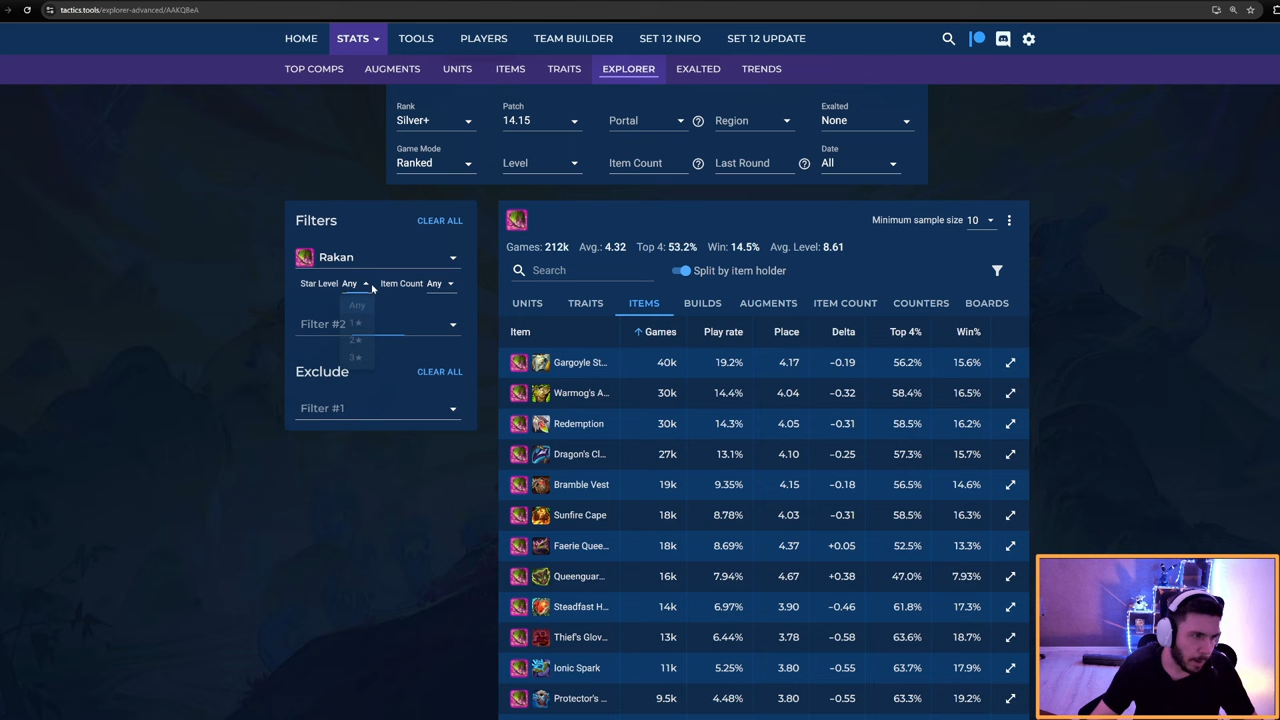 tactics.tools/explorer-advanced/AAKQBeA
HOME STATS TOOLS PLAYERS TEAM BUILDER SET 12 INFO SET 12 UPDATE
TOP COMPS AUGMENTS UNITS ITEMS TRAITS EXPLORER EXALTED TRENDS
Rank Patch Exalted
Silver+ 14.15 Portal Region None
Game Mode Date
Ranked Level Item Count Last Round All
Filters CLEAR ALL
Rakan
Star Level Any Item Count Any
Any
1★
Filter #2
2★
3★
Exclude CLEAR ALL
Filter #1
Minimum sample size 10
Games: 212k Avg.: 4.32 Top 4: 53.2% Win: 14.5% Avg. Level: 8.61
Search Split by item holder
UNITS TRAITS ITEMS BUILDS AUGMENTS ITEM COUNT COUNTERS BOARDS
Item Games Play rate Place Delta Top 4% Win%
Gargoyle St... 40k 19.2% 4.17 -0.19 56.2% 15.6%
Warmog's A... 30k 14.4% 4.04 -0.32 58.4% 16.5%
Redemption 30k 14.3% 4.05 -0.31 58.5% 16.2%
Dragon's Cl... 27k 13.1% 4.10 -0.25 57.3% 15.7%
Bramble Vest 19k 9.35% 4.15 -0.18 56.5% 14.6%
Sunfire Cape 18k 8.78% 4.03 -0.31 58.5% 16.3%
Faerie Quee... 18k 8.69% 4.37 +0.05 52.5% 13.3%
Queenguar... 16k 7.94% 4.67 +0.38 47.0% 7.93%
Steadfast H... 14k 6.97% 3.90 -0.46 61.8% 17.3%
Thief's Glov... 13k 6.44% 3.78 -0.58 63.6% 18.7%
Ionic Spark 11k 5.25% 3.80 -0.55 63.7% 17.9%
Protector's ... 9.5k 4.48% 3.80 -0.55 63.3% 19.2%